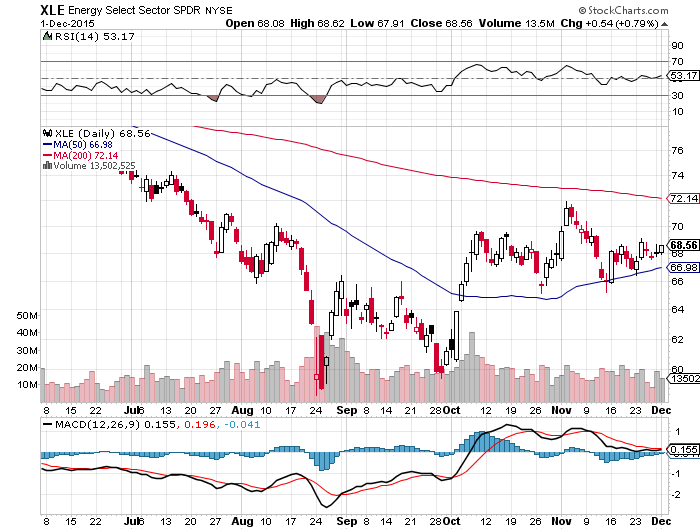 XLE Energy Select Sector SPDR NYSE © StockCharts.com
1-Dec-2015 Open 68.08 High 68.62 Low 67.91 Close 68.56 Volume 13.5M Chg +0.54 (+0.79%)
RSI(14) 53.17
90
70
53.17
50
30
10
XLE (Daily) 68.56
MA(50) 66.98
MA(200) 72.14
Volume 13,502,525
76
74
72.14
70
68.56
68
66.98
66
64
62
60
50M
40M
30M
20M
10M
13502
8 15 22 Jul 6 13 20 27 Aug 10 17 24 Sep 8 14 21 28 Oct 12 19 26 Nov 9 16 23 Dec
MACD(12,26,9) 0.155, 0.196, -0.041
1
0.155
-1
-2
8 15 22 Jul 6 13 20 27 Aug 10 17 24 Sep 8 14 21 28 Oct 12 19 26 Nov 9 16 23 Dec